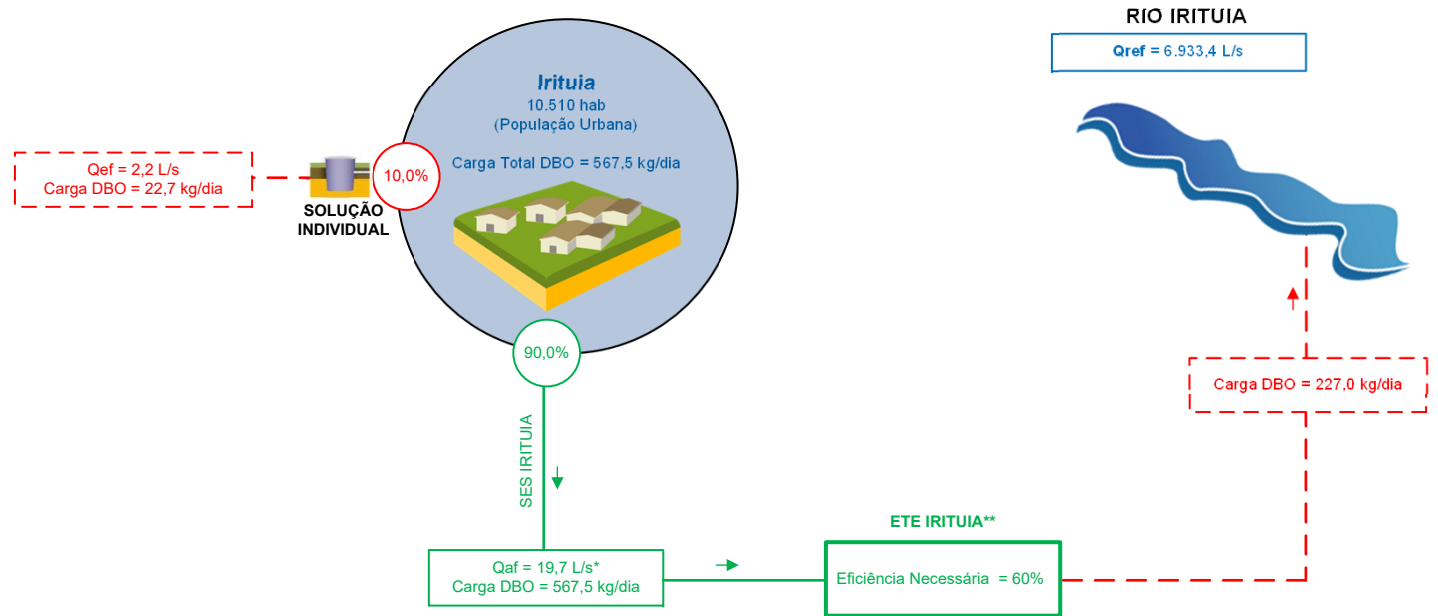 RIO IRITUIA
Qref = 6.933,4 L/s
Irituia
10.510 hab
(População Urbana)
Carga Total DBO = 567,5 kg/dia
10,0%
Qef = 2,2 L/s
Carga DBO = 22,7 kg/dia
SOLUÇÃO
INDIVIDUAL
90,0%
SES IRITUIA
Qaf = 19,7 L/s*
Carga DBO = 567,5 kg/dia
ETE IRITUIA**
Eficiência Necessária = 60%
Carga DBO = 227,0 kg/dia